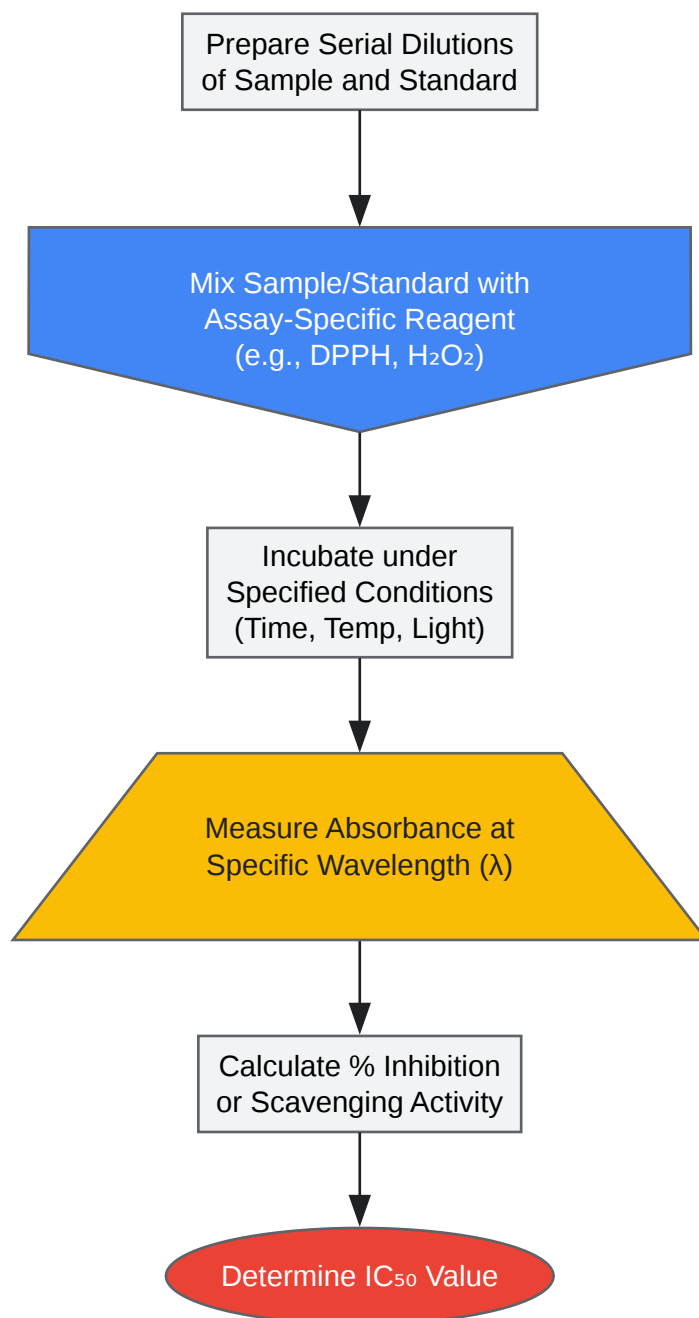 Prepare Serial Dilutions
of Sample and Standard
Mix Sample/Standard with
Assay-Specific Reagent
(e.g., DPPH, H₂O₂)
Incubate under
Specified Conditions
(Time, Temp, Light)
Measure Absorbance at
Specific Wavelength (λ)
Calculate % Inhibition
or Scavenging Activity
Determine IC₅₀ Value